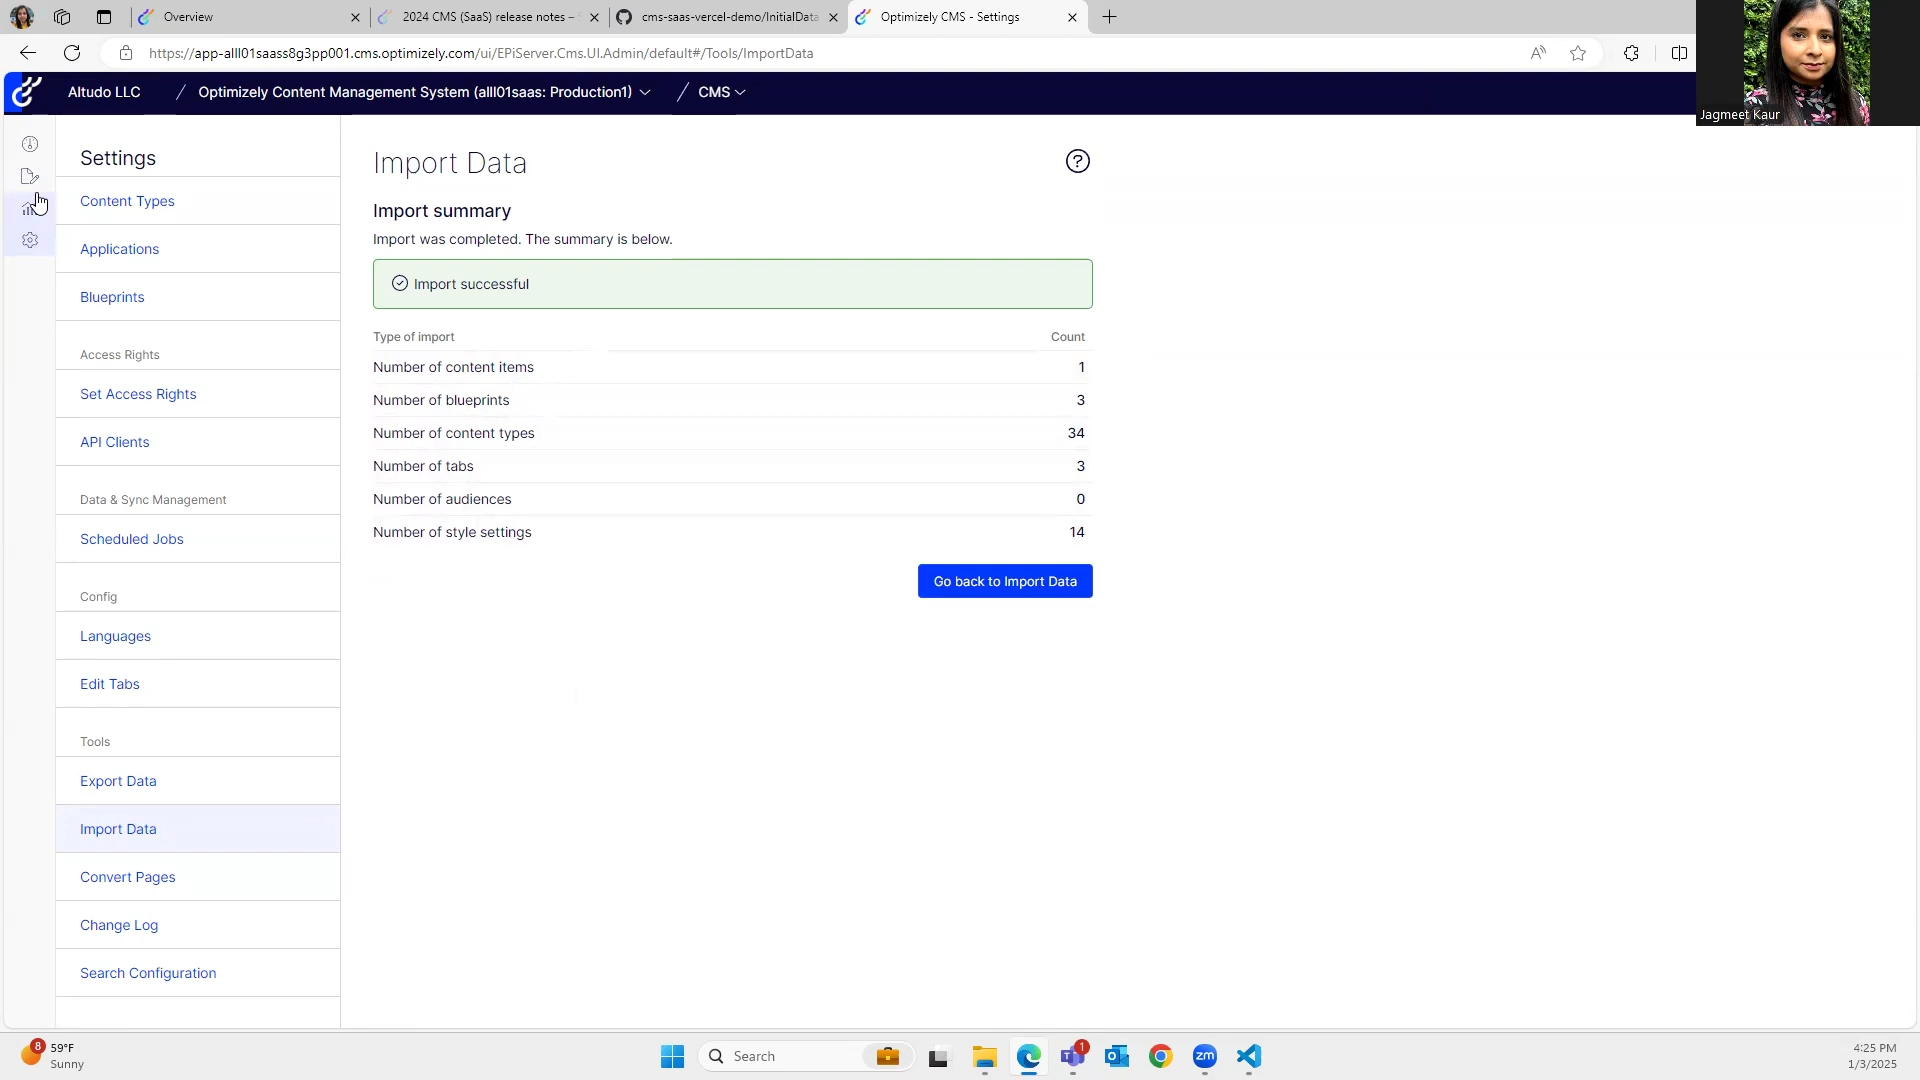 Overview
2024 CMS (SaaS) release notes –
cms-saas-vercel-demo/InitialData
Optimizely CMS - Settings
https://app-alll01saass8g3pp001.cms.optimizely.com/ui/EPiServer.Cms.UI.Admin/default#/Tools/ImportData
Altudo LLC
Optimizely Content Management System (alll01saas: Production1)
CMS
Jagmeet Kaur
Settings
Content Types
Applications
Blueprints
Access Rights
Set Access Rights
API Clients
Data & Sync Management
Scheduled Jobs
Config
Languages
Edit Tabs
Tools
Export Data
Import Data
Convert Pages
Change Log
Search Configuration
Import Data
Import summary
Import was completed. The summary is below.
Import successful
Type of import Count
Number of content items 1
Number of blueprints 3
Number of content types 34
Number of tabs 3
Number of audiences 0
Number of style settings 14
Go back to Import Data
8
59°F
Sunny
Search
1
zm
4:25 PM
1/3/2025